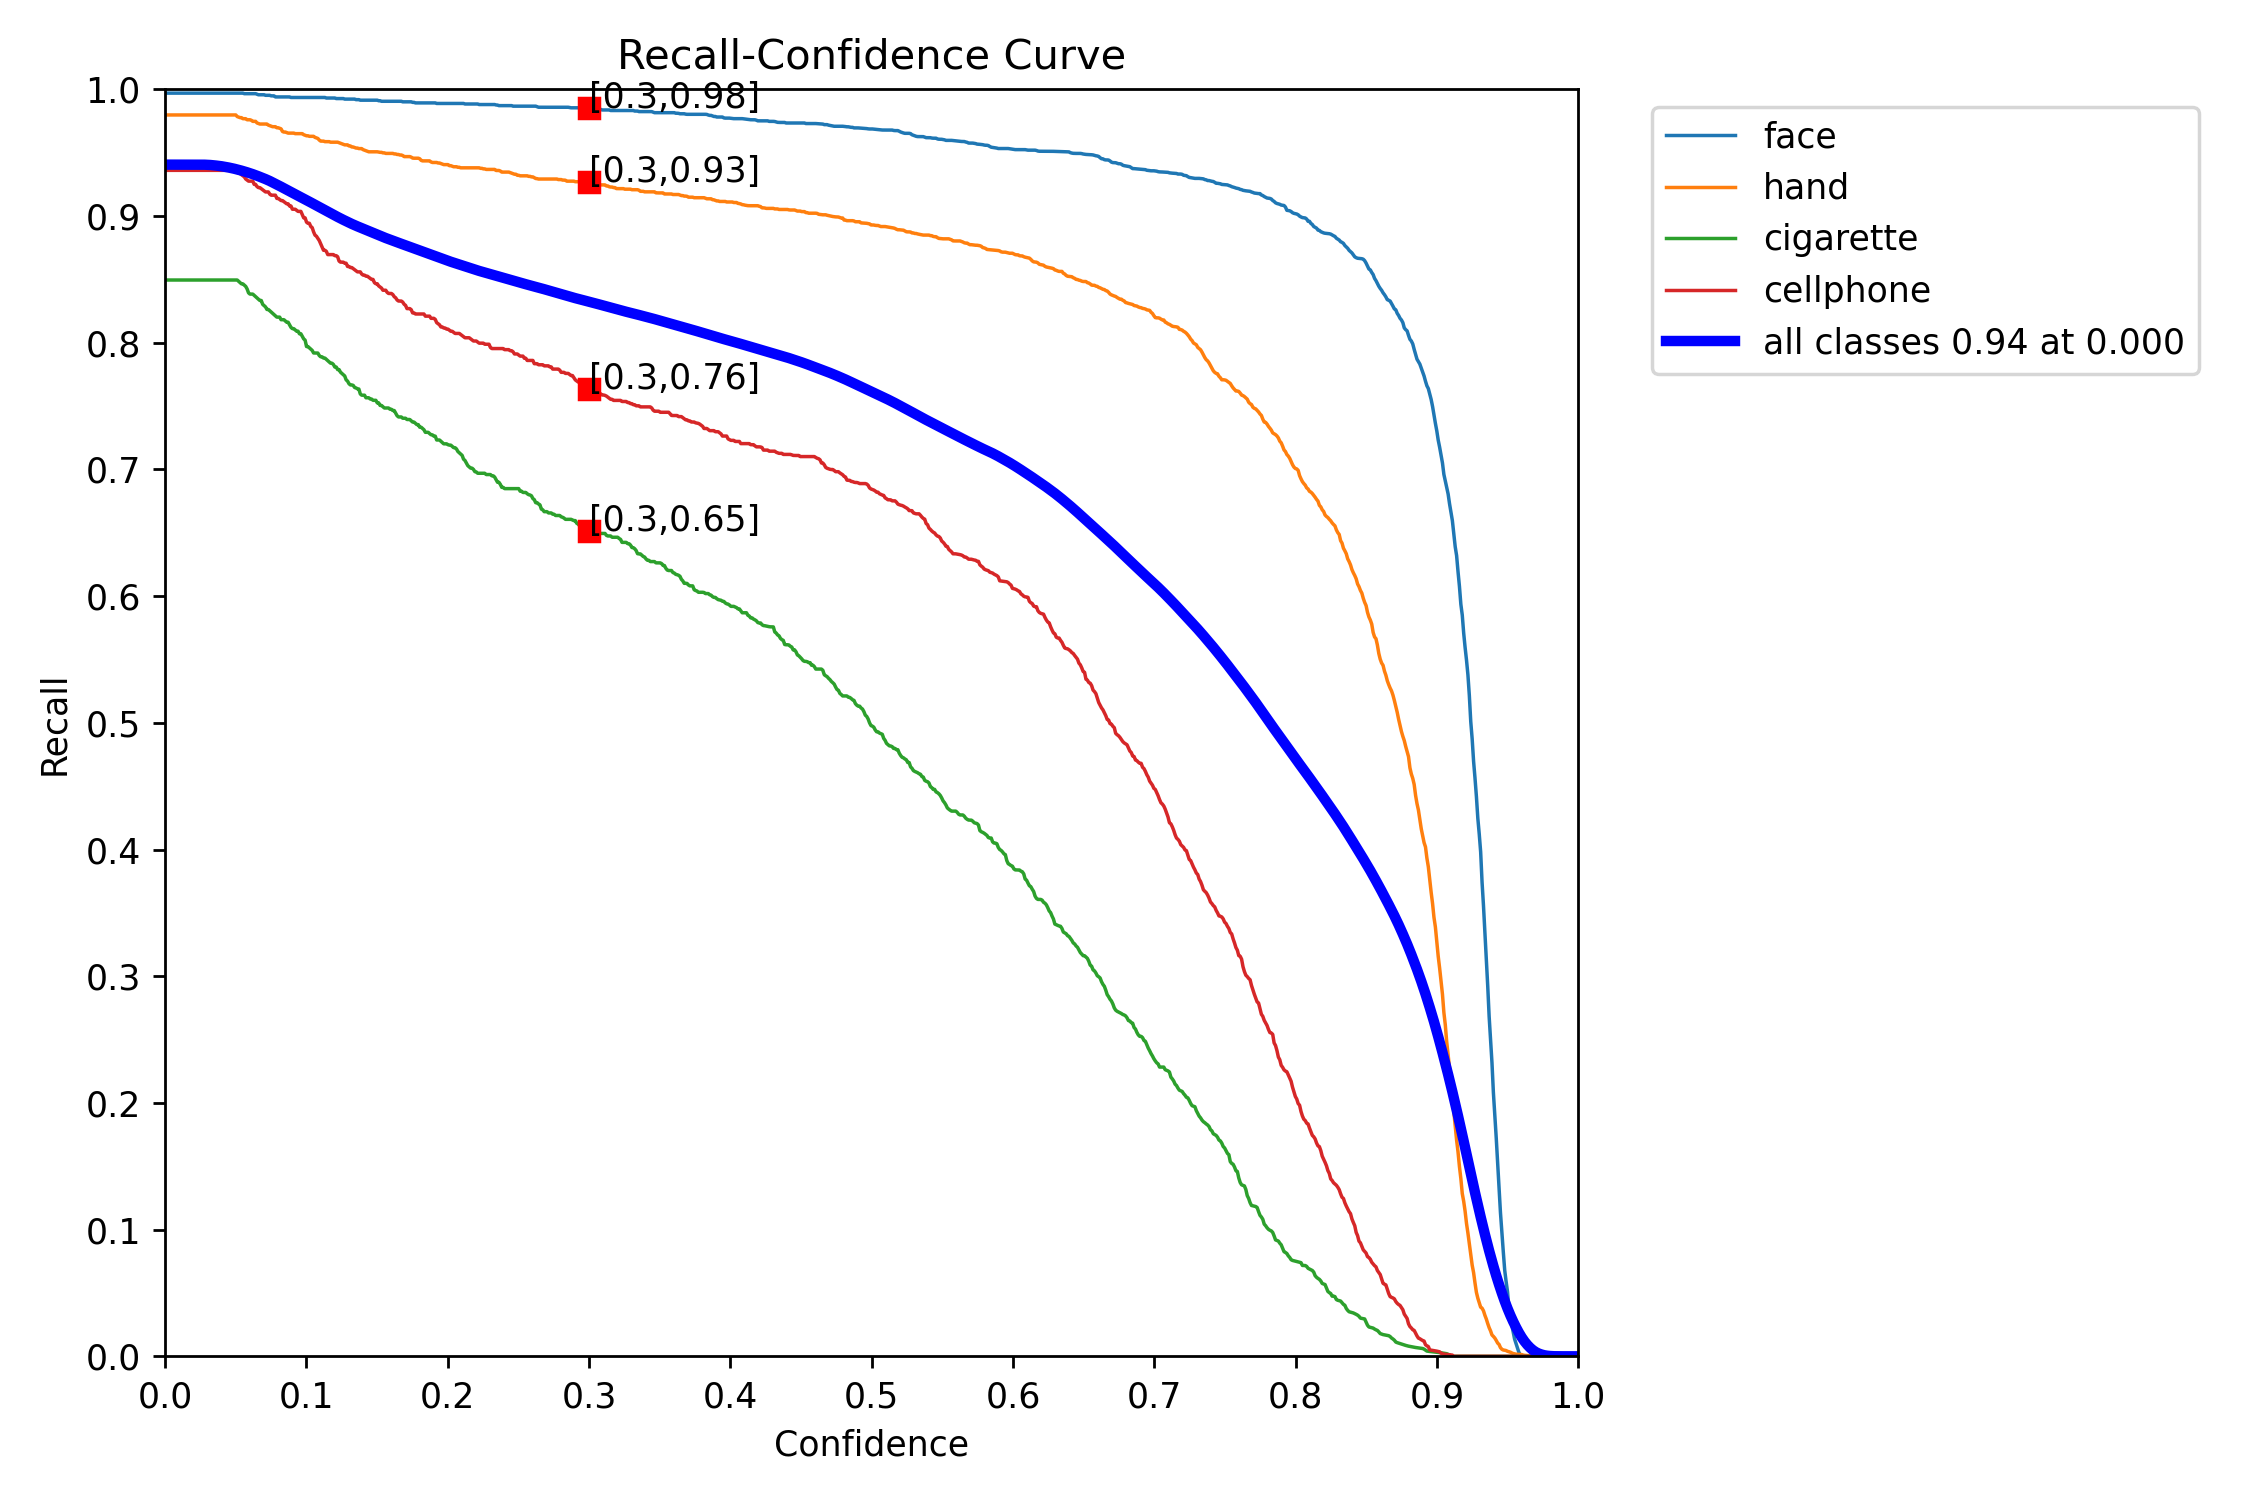 Recall-Confidence Curve
1.0
0.9
0.8
0.7
0.6
0.5
0.4
0.3
0.2
0.1
0.0
Recall
[0.3,0.98]
[0.3,0.93]
[0.3,0.76]
[0.3,0.65]
0.0 0.1 0.2 0.3 0.4 0.5 0.6 0.7 0.8 0.9 1.0
Confidence
face
hand
cigarette
cellphone
all classes 0.94 at 0.000